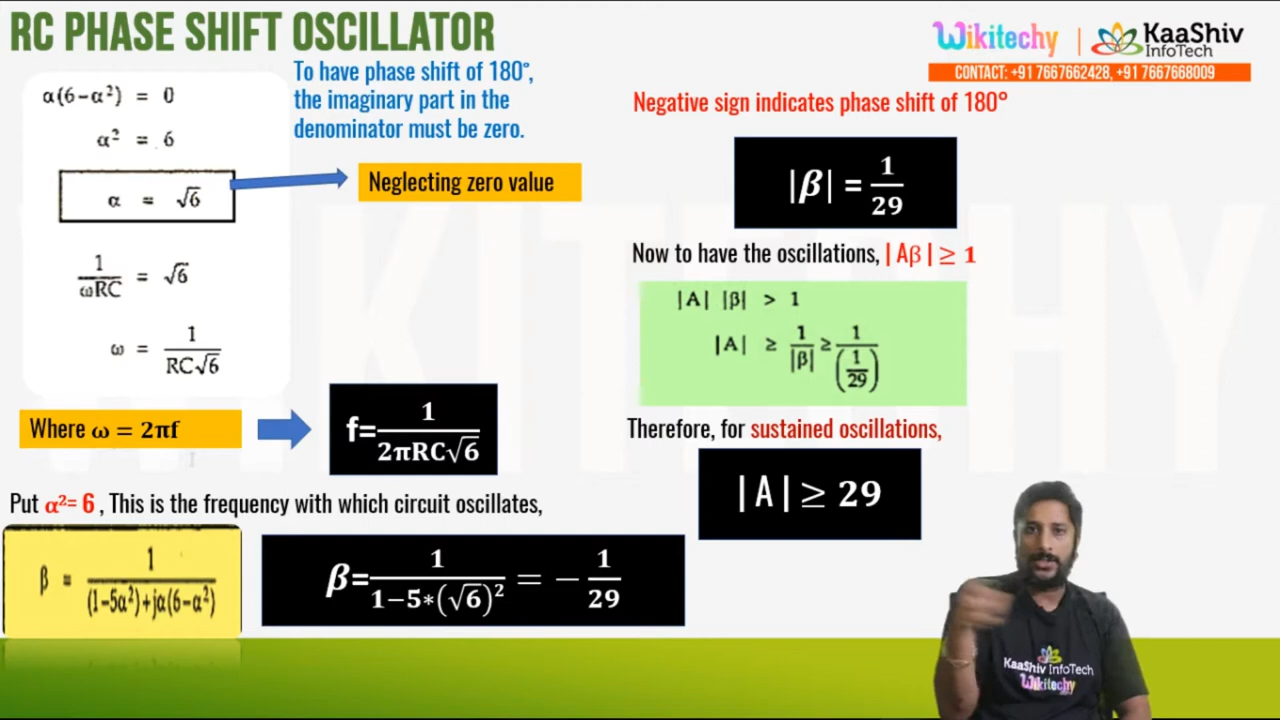 RC PHASE SHIFT OSCILLATOR
Wikitechy | KaaShiv
InfoTech
CONTACT: +91 7667662428, +91 7667668009
α(6-α²) = 0
α² = 6
α = √6
1/ωRC = √6
ω = 1/RC√6
To have phase shift of 180°,
the imaginary part in the
denominator must be zero.
Neglecting zero value
Where ω = 2πf
f=1/2πRC√6
Put α²= 6 , This is the frequency with which circuit oscillates,
β = 1/(1-5α²)+jα(6-α²)
β=1/1-5*(√6)² = -1/29
Negative sign indicates phase shift of 180°
|β| = 1/29
Now to have the oscillations, | Aβ | ≥ 1
|A| |β| > 1
|A| ≥ 1/|β| ≥ 1/(1/29)
Therefore, for sustained oscillations,
| A | ≥ 29
KaaShiv InfoTech
Wikitechy
WIKITECHY